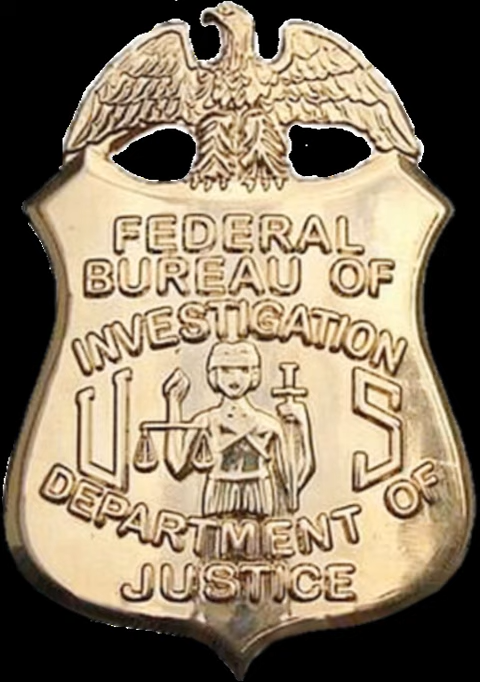 FEDERAL
BUREAU OF
INVESTIGATION
U S
DEPARTMENT OF
JUSTICE